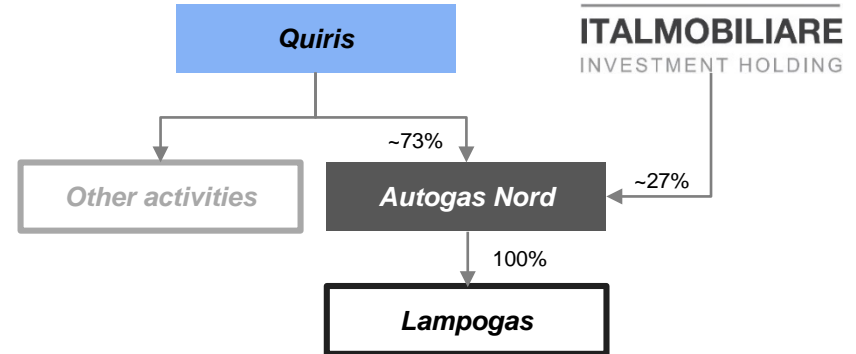 Quiris
ITALMOBILIARE
INVESTMENT HOLDING
~73%
Other activities
Autogas Nord
~27%
100%
Lampogas